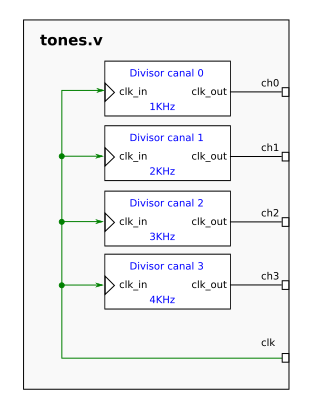 tones.v
Divisor canal 0
clk_in clk_out
1KHz
ch0
Divisor canal 1
clk_in clk_out
2KHz
ch1
Divisor canal 2
clk_in clk_out
3KHz
ch2
Divisor canal 3
clk_in clk_out
4KHz
ch3
clk